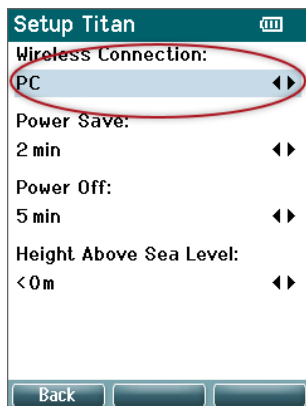 Setup Titan
Wireless Connection:
PC
Power Save:
2 min
Power Off:
5 min
Height Above Sea Level:
<0m
Back